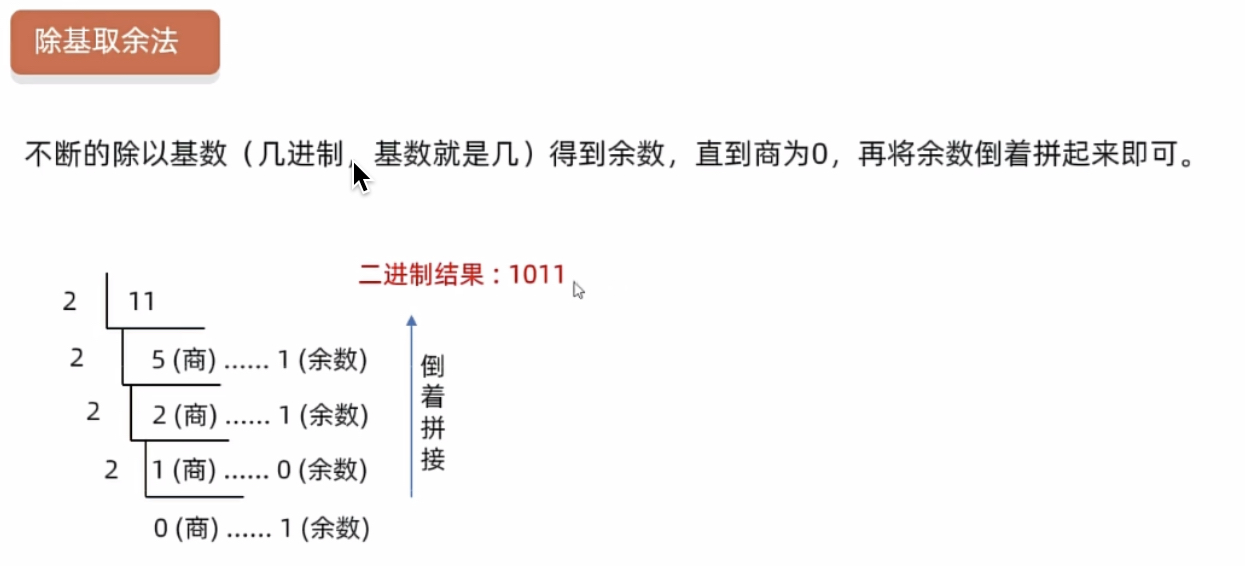 除基取余法
不断的除以基数（几进制，基数就是几）得到余数，直到商为0，再将余数倒着拼起来即可。
二进制结果：1011
2 11
2 5 (商) ...... 1 (余数)
2 2 (商) ...... 1 (余数)
2 1 (商) ...... 0 (余数)
0 (商) ...... 1 (余数)
倒着拼接